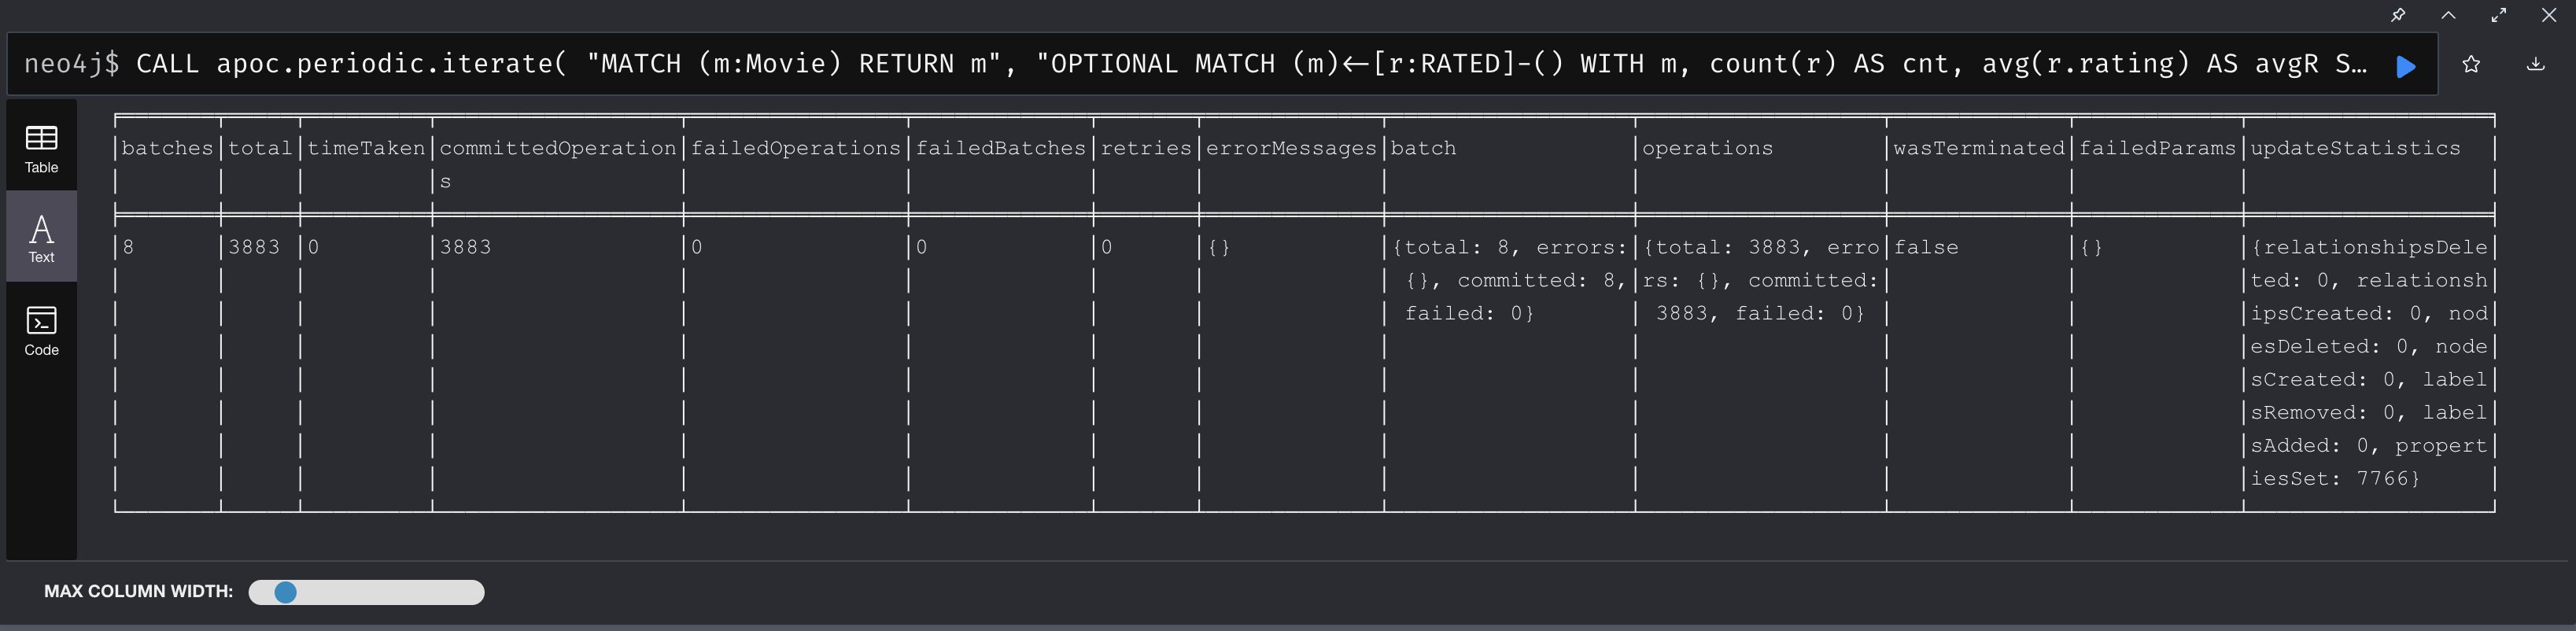 neo4j$ CALL apoc.periodic.iterate( "MATCH (m:Movie) RETURN m", "OPTIONAL MATCH (m)<-[r:RATED]-() WITH m, count(r) AS cnt, avg(r.rating) AS avgR S…
Table
Text
Code
batches total timeTaken committedOperation failedOperations failedBatches retries errorMessages batch operations wasTerminated failedParams updateStatistics
s
8 3883 0 3883 0 0 0 {} {total: 8, errors: {total: 3883, erro false {} {relationshipsDele
{}, committed: 8, rs: {}, committed: ted: 0, relationsh
failed: 0} 3883, failed: 0} ipsCreated: 0, nod
esDeleted: 0, node
sCreated: 0, label
sRemoved: 0, label
sAdded: 0, propert
iesSet: 7766}
MAX COLUMN WIDTH: